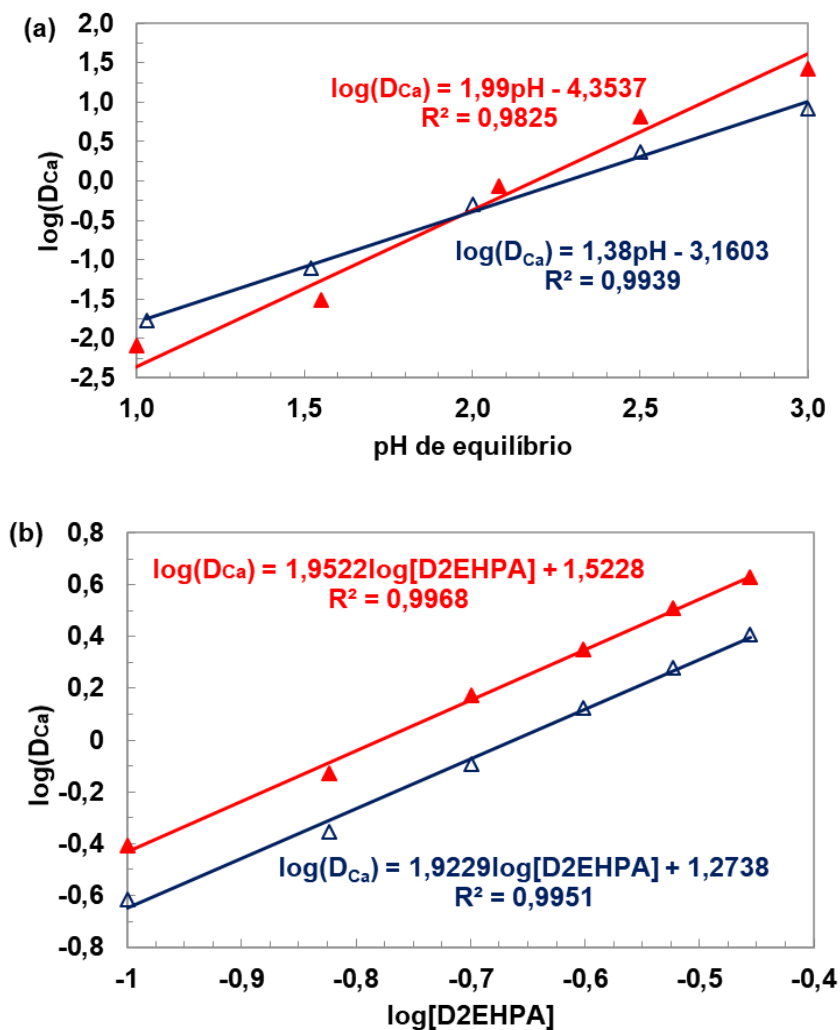 (a)
2,0
1,5
1,0
0,5
0,0
-0,5
-1,0
-1,5
-2,0
-2,5
log(DCa)
log(DCa) = 1,99pH - 4,3537
R² = 0,9825
log(DCa) = 1,38pH - 3,1603
R² = 0,9939
1,0 1,5 2,0 2,5 3,0
pH de equilíbrio
(b)
0,8
0,6
0,4
0,2
0
-0,2
-0,4
-0,6
-0,8
log(DCa)
log(DCa) = 1,9522log[D2EHPA] + 1,5228
R² = 0,9968
log(DCa) = 1,9229log[D2EHPA] + 1,2738
R² = 0,9951
-1 -0,9 -0,8 -0,7 -0,6 -0,5 -0,4
log[D2EHPA]